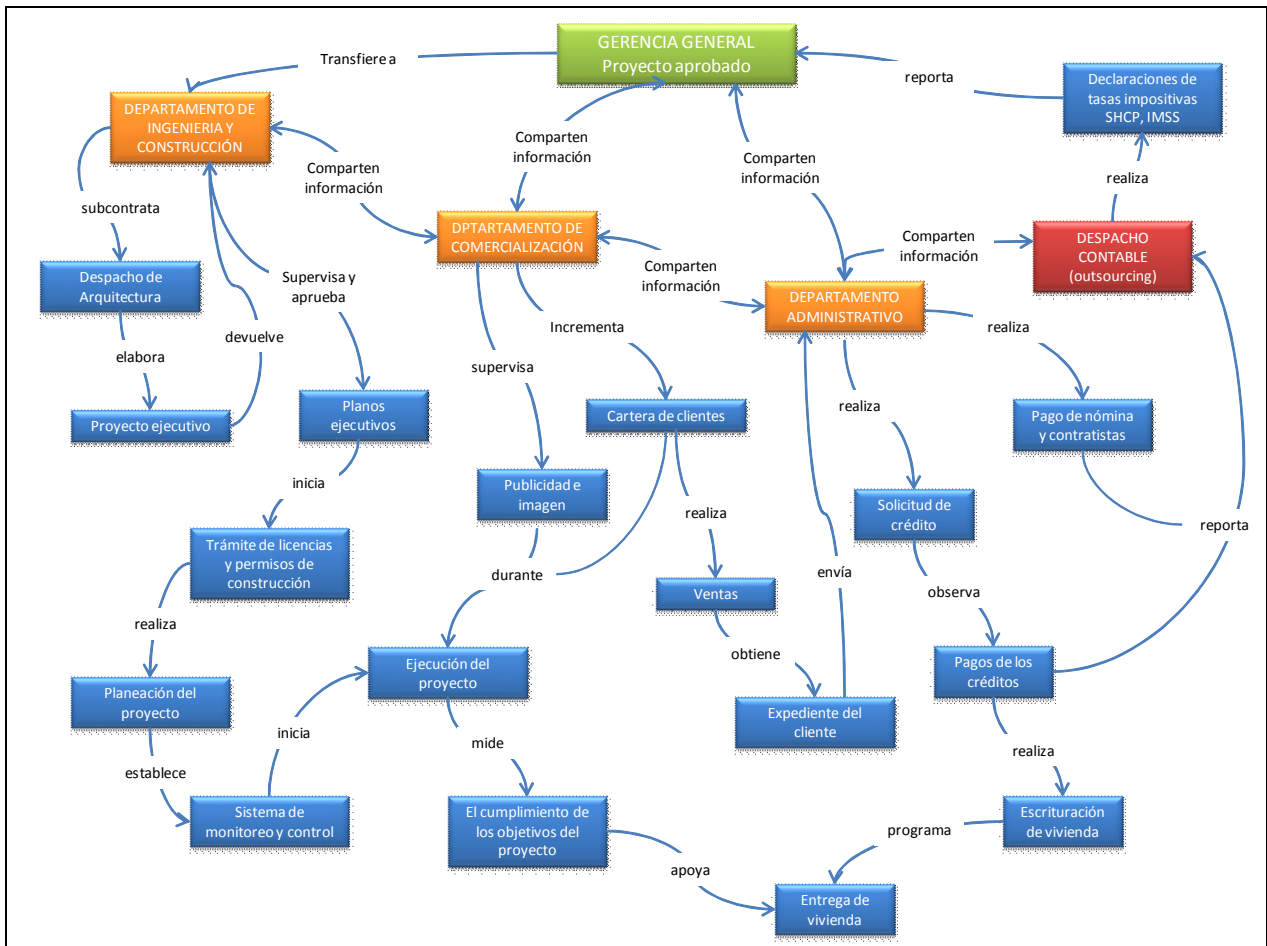 GERENCIA GENERAL
Proyecto aprobado
Transfiere a
reporta
Declaraciones de
tasas impositivas
SHCP, IMSS
DEPARTAMENTO DE
INGENIERIA Y
CONSTRUCCIÓN
Comparten
información
Comparten
información
Comparten
información
realiza
subcontrata
DPTARTAMENTO DE
COMERCIALIZACIÓN
Comparten
información
DESPACHO
CONTABLE
(outsourcing)
Despacho de
Arquitectura
Supervisa y
aprueba
Comparten
información
DEPARTAMENTO
ADMINISTRATIVO
elabora
devuelve
Incrementa
realiza
supervisa
Proyecto ejecutivo
Planos
ejecutivos
Cartera de clientes
realiza
Pago de nómina
y contratistas
inicia
Publicidad e
imagen
realiza
Solicitud de
crédito
reporta
Trámite de licencias
y permisos de
construcción
durante
Ventas
envía
observa
realiza
Ejecución del
proyecto
obtiene
Pagos de los
créditos
Planeación del
proyecto
inicia
mide
Expediente del
cliente
realiza
establece
Sistema de
monitoreo y control
El cumplimiento de
los objetivos del
proyecto
programa
Escrituración
de vivienda
apoya
Entrega de
vivienda